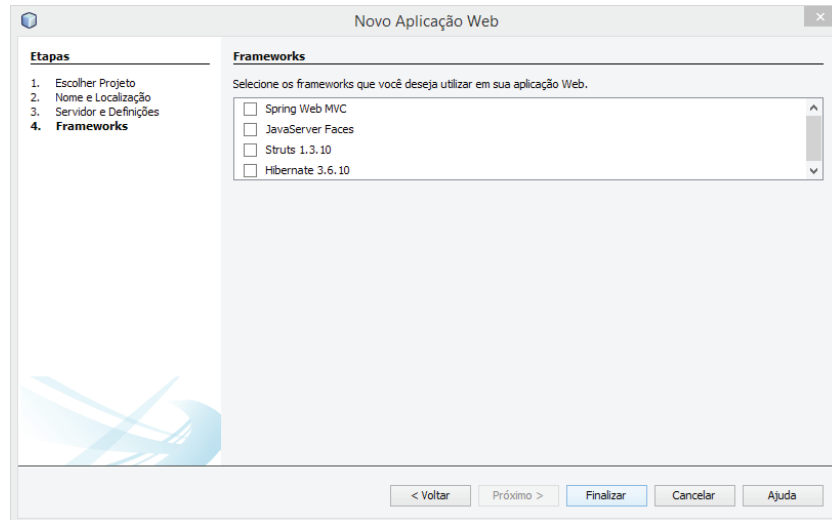 Novo Aplicação Web
Etapas
1. Escolher Projeto
2. Nome e Localização
3. Servidor e Definições
4. Frameworks
Frameworks
Selecione os frameworks que você deseja utilizar em sua aplicação Web.
Spring Web MVC
JavaServer Faces
Struts 1.3.10
Hibernate 3.6.10
< Voltar
Próximo >
Finalizar
Cancelar
Ajuda